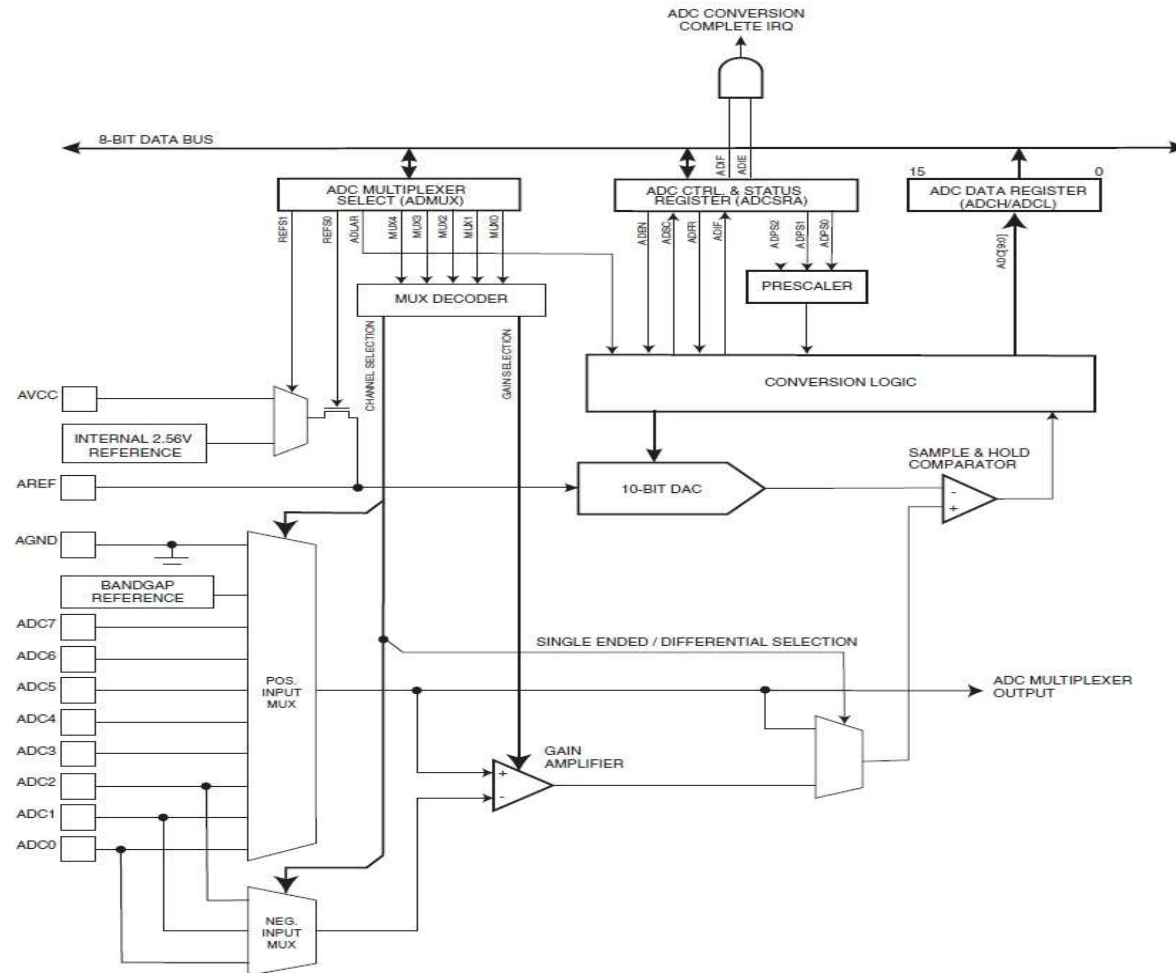 ADC CONVERSION
COMPLETE IRQ
8-BIT DATA BUS
ADIF
ADIE
15
0
ADC MULTIPLEXER
SELECT (ADMUX)
ADC CTRL. & STATUS
REGISTER (ADCSRA)
ADC DATA REGISTER
(ADCH/ADCL)
REFS1
REFS0
ADLAR
MUX4
MUX3
MUX2
MUX1
MUX0
ADEN
ADSC
ADFR
ADIF
ADPS2
ADPS1
ADPS0
ADC[9:0]
PRESCALER
MUX DECODER
CHANNEL SELECTION
GAIN SELECTION
CONVERSION LOGIC
AVCC
INTERNAL 2.56V
REFERENCE
SAMPLE & HOLD
COMPARATOR
AREF
10-BIT DAC
-
+
AGND
BANDGAP
REFERENCE
ADC7
SINGLE ENDED / DIFFERENTIAL SELECTION
ADC6
ADC5
POS.
INPUT
MUX
ADC MULTIPLEXER
OUTPUT
ADC4
ADC3
GAIN
AMPLIFIER
+
-
ADC2
ADC1
ADC0
NEG.
INPUT
MUX